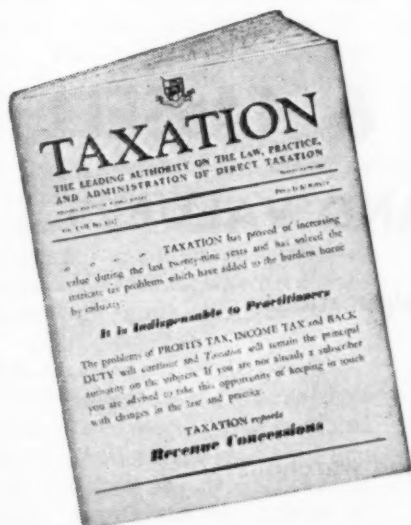 TAXATION
THE LEADING AUTHORITY ON THE LAW, PRACTICE,
AND ADMINISTRATION OF DIRECT TAXATION
TAXATION has proved of increasing
value during the last twenty-nine years and has solved the
intricate tax problems which have added to the burdens borne
by industry.
It is Indispensable to Practitioners
The problems of PROFITS TAX, INCOME TAX and BACK
DUTY will continue and Taxation will remain the principal
authority on the subjects. If you are not already a subscriber
you are advised to take this opportunity of keeping in touch
with changes in the law and practice.
TAXATION reports
Revenue Concessions